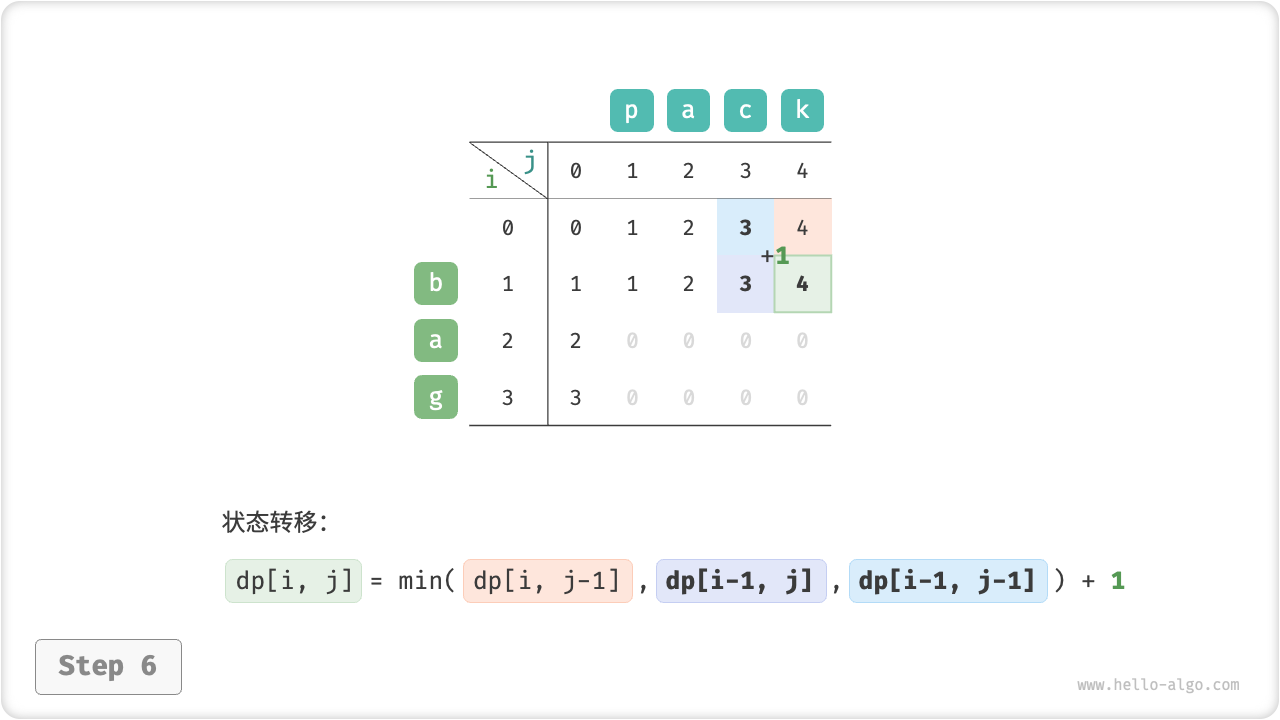 p a c k
j
i
0 1 2 3 4
0 0 1 2 3 4
+1
b 1 1 1 2 3 4
a 2 2 0 0 0 0
g 3 3 0 0 0 0
状态转移：
dp[i, j] = min( dp[i, j-1] , dp[i-1, j] , dp[i-1, j-1] ) + 1
Step 6
www.hello-algo.com